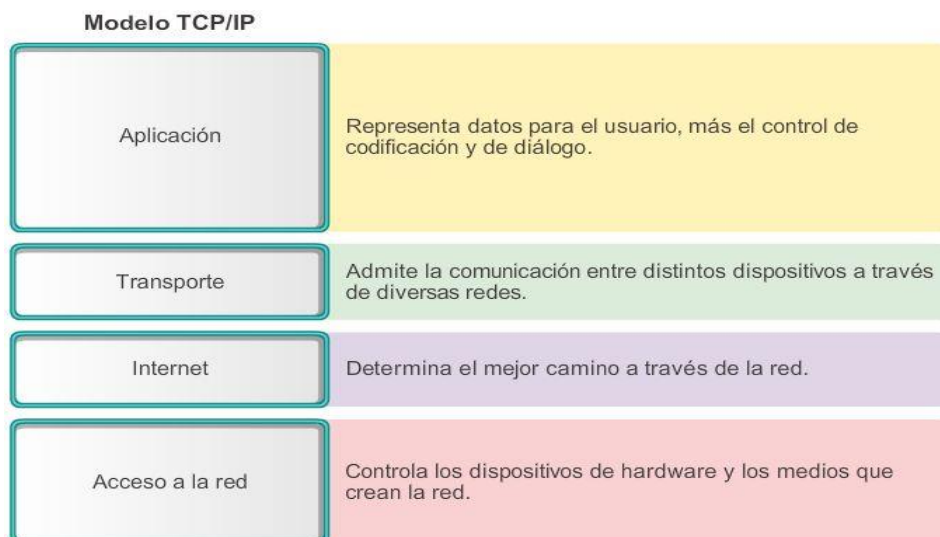 Modelo TCP/IP
Aplicación
Representa datos para el usuario, más el control de
codificación y de diálogo.
Transporte
Admite la comunicación entre distintos dispositivos a través
de diversas redes.
Internet
Determina el mejor camino a través de la red.
Acceso a la red
Controla los dispositivos de hardware y los medios que
crean la red.